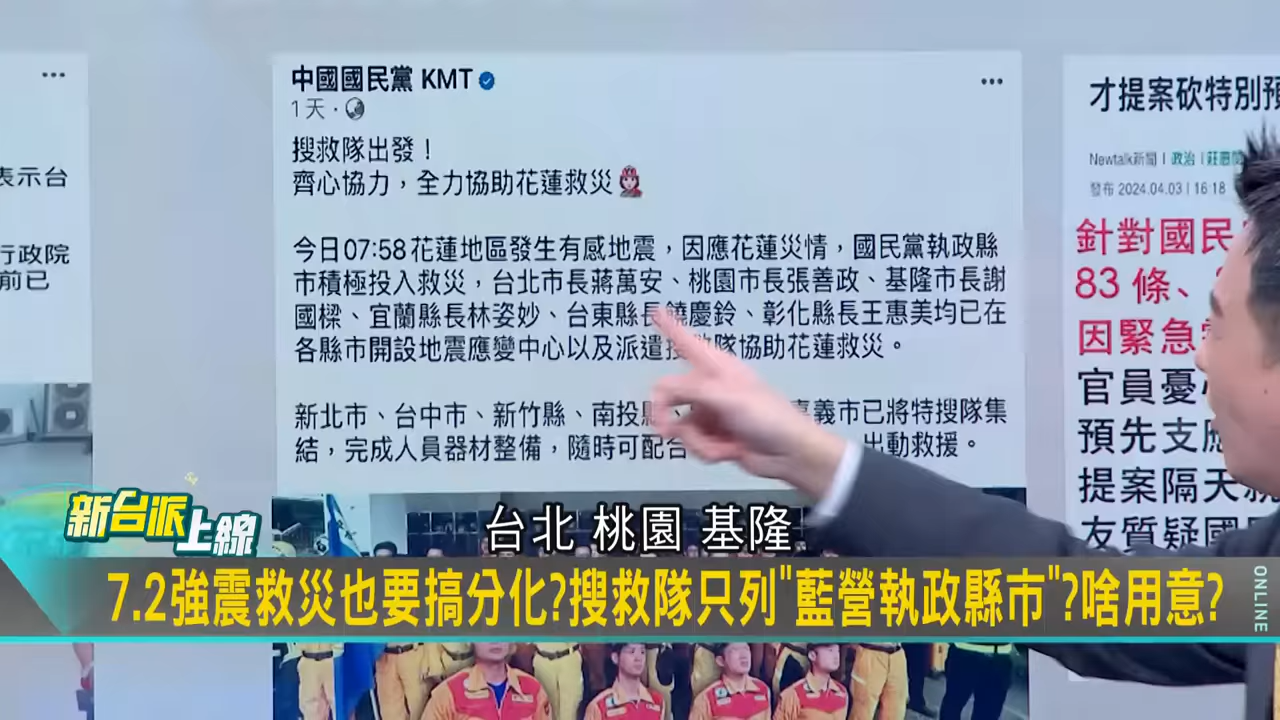 表示台
行政院
前已
中國國民黨 KMT
1天·
搜救隊出發！
齊心協力，全力協助花蓮救災
今日07:58花蓮地區發生有感地震，因應花蓮災情，國民黨執政縣
市積極投入救災，台北市長蔣萬安、桃園市長張善政、基隆市長謝
國樑、宜蘭縣長林姿妙、台東縣長饒慶鈴、彰化縣長王惠美均已在
各縣市開設地震應變中心以及派遣搜救隊協助花蓮救災。
新北市、台中市、新竹縣、南投縣、嘉義市已將特搜隊集
結，完成人員器材整備，隨時可配合出動救援。
才提案砍特別預
Newtalk新聞 | 政治 |
發布 2024.04.03 | 16:18
針對國民
83 條、
因緊急
官員憂
預先支應
提案隔天
友質疑國
台北 桃園 基隆
新台派上線
7.2強震救災也要搞分化?搜救隊只列"藍營執政縣市"?啥用意?
ONLINE